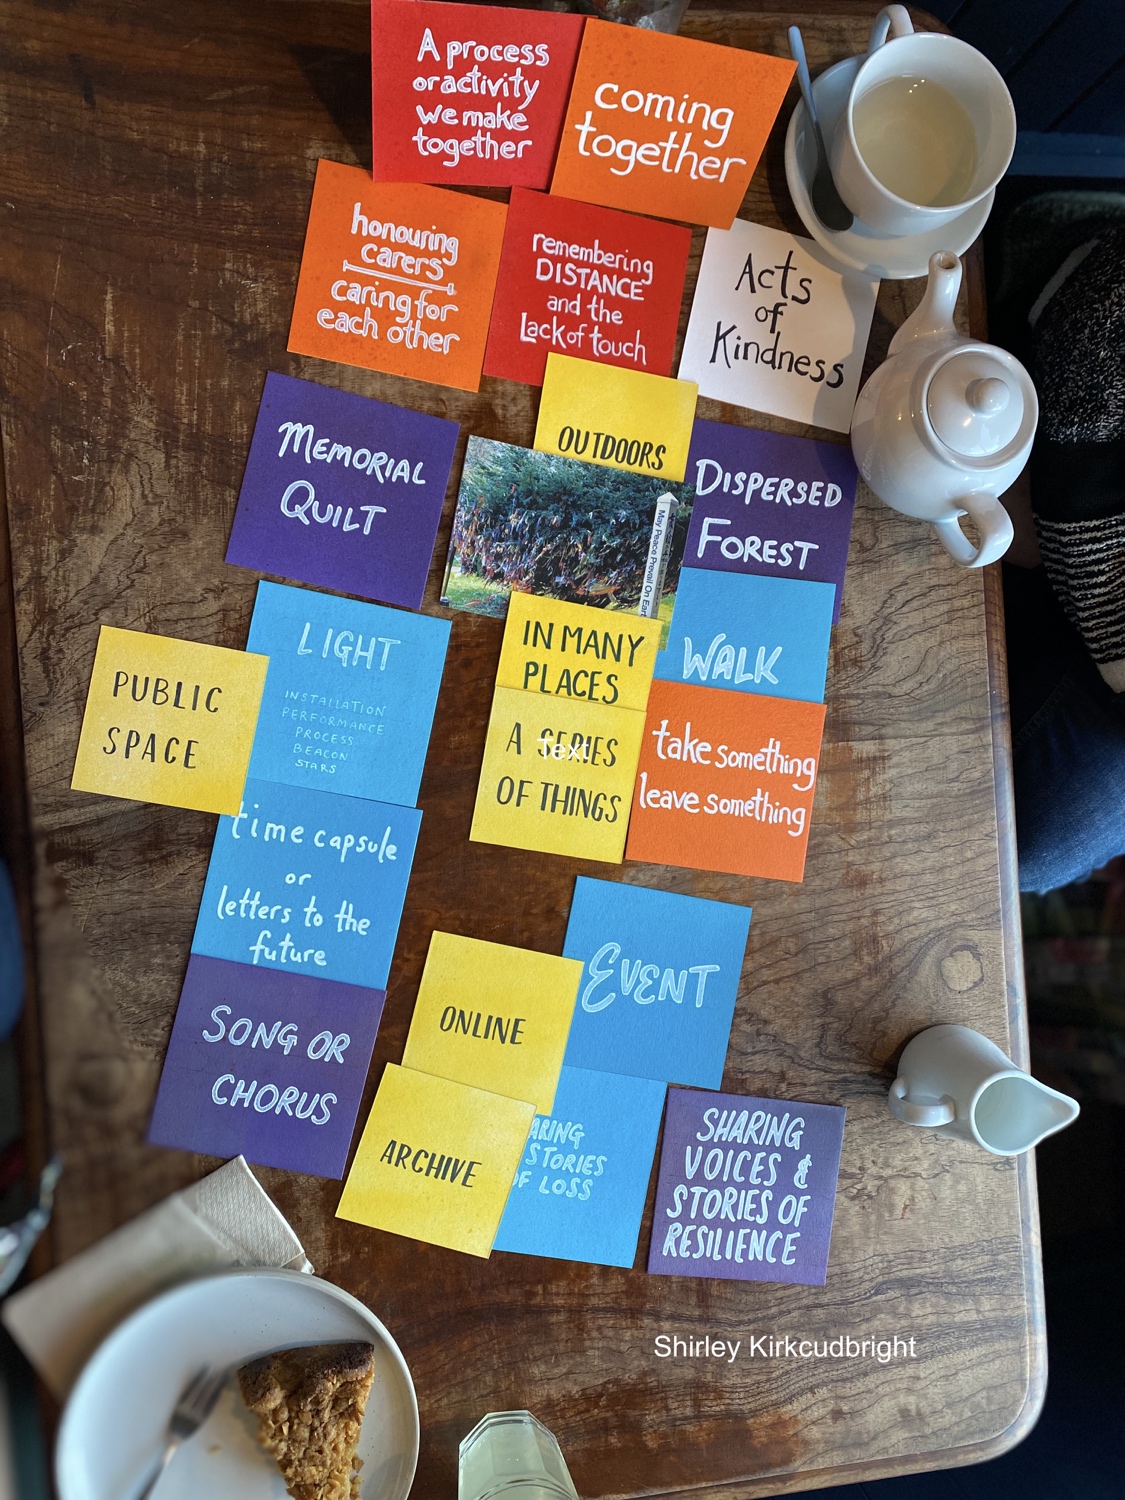 A process
or activity
we make
together
coming
together
honouring
carers
caring for
each other
remembering
DISTANCE
and the
Lack of touch
Acts
of
Kindness
MEMORIAL
QUILT
OUTDOORS
May Peace Prevail On Eart
DISPERSED
FOREST
LIGHT
INSTALLATION
PERFORMANCE
PROCESS
BEACON
STARS
PUBLIC
SPACE
IN MANY
PLACES
WALK
A SERIES
OF THINGS
text
take something
leave something
time capsule
or
letters to the
future
SONG OR
CHORUS
ONLINE
EVENT
ARCHIVE
ARING
STORIES
OF LOSS
SHARING
VOICES &
STORIES OF
RESILIENCE
Shirley Kirkcudbright